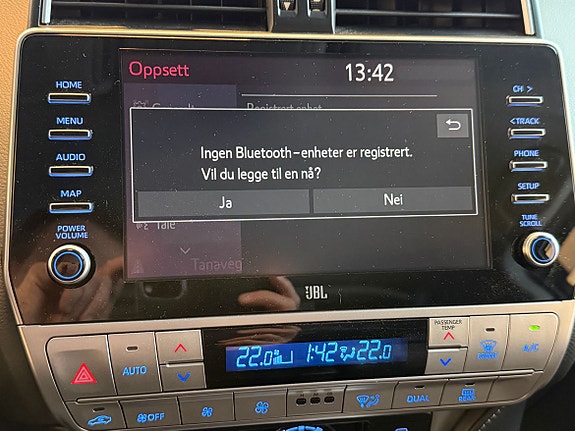 Oppsett
13:42
Registrert enhet
Ingen Bluetooth-enheter er registrert.
Vil du legge til en nå?
Ja
Nei
Tale
Tanaveg
HOME
MENU
AUDIO
MAP
POWER
VOLUME
CH >
< TRACK
PHONE
SETUP
TUNE
SCROLL
JBL
AUTO
22.0
1:42
22.0
PASSENGER
TEMP
A/C
OFF
DUAL
REAR